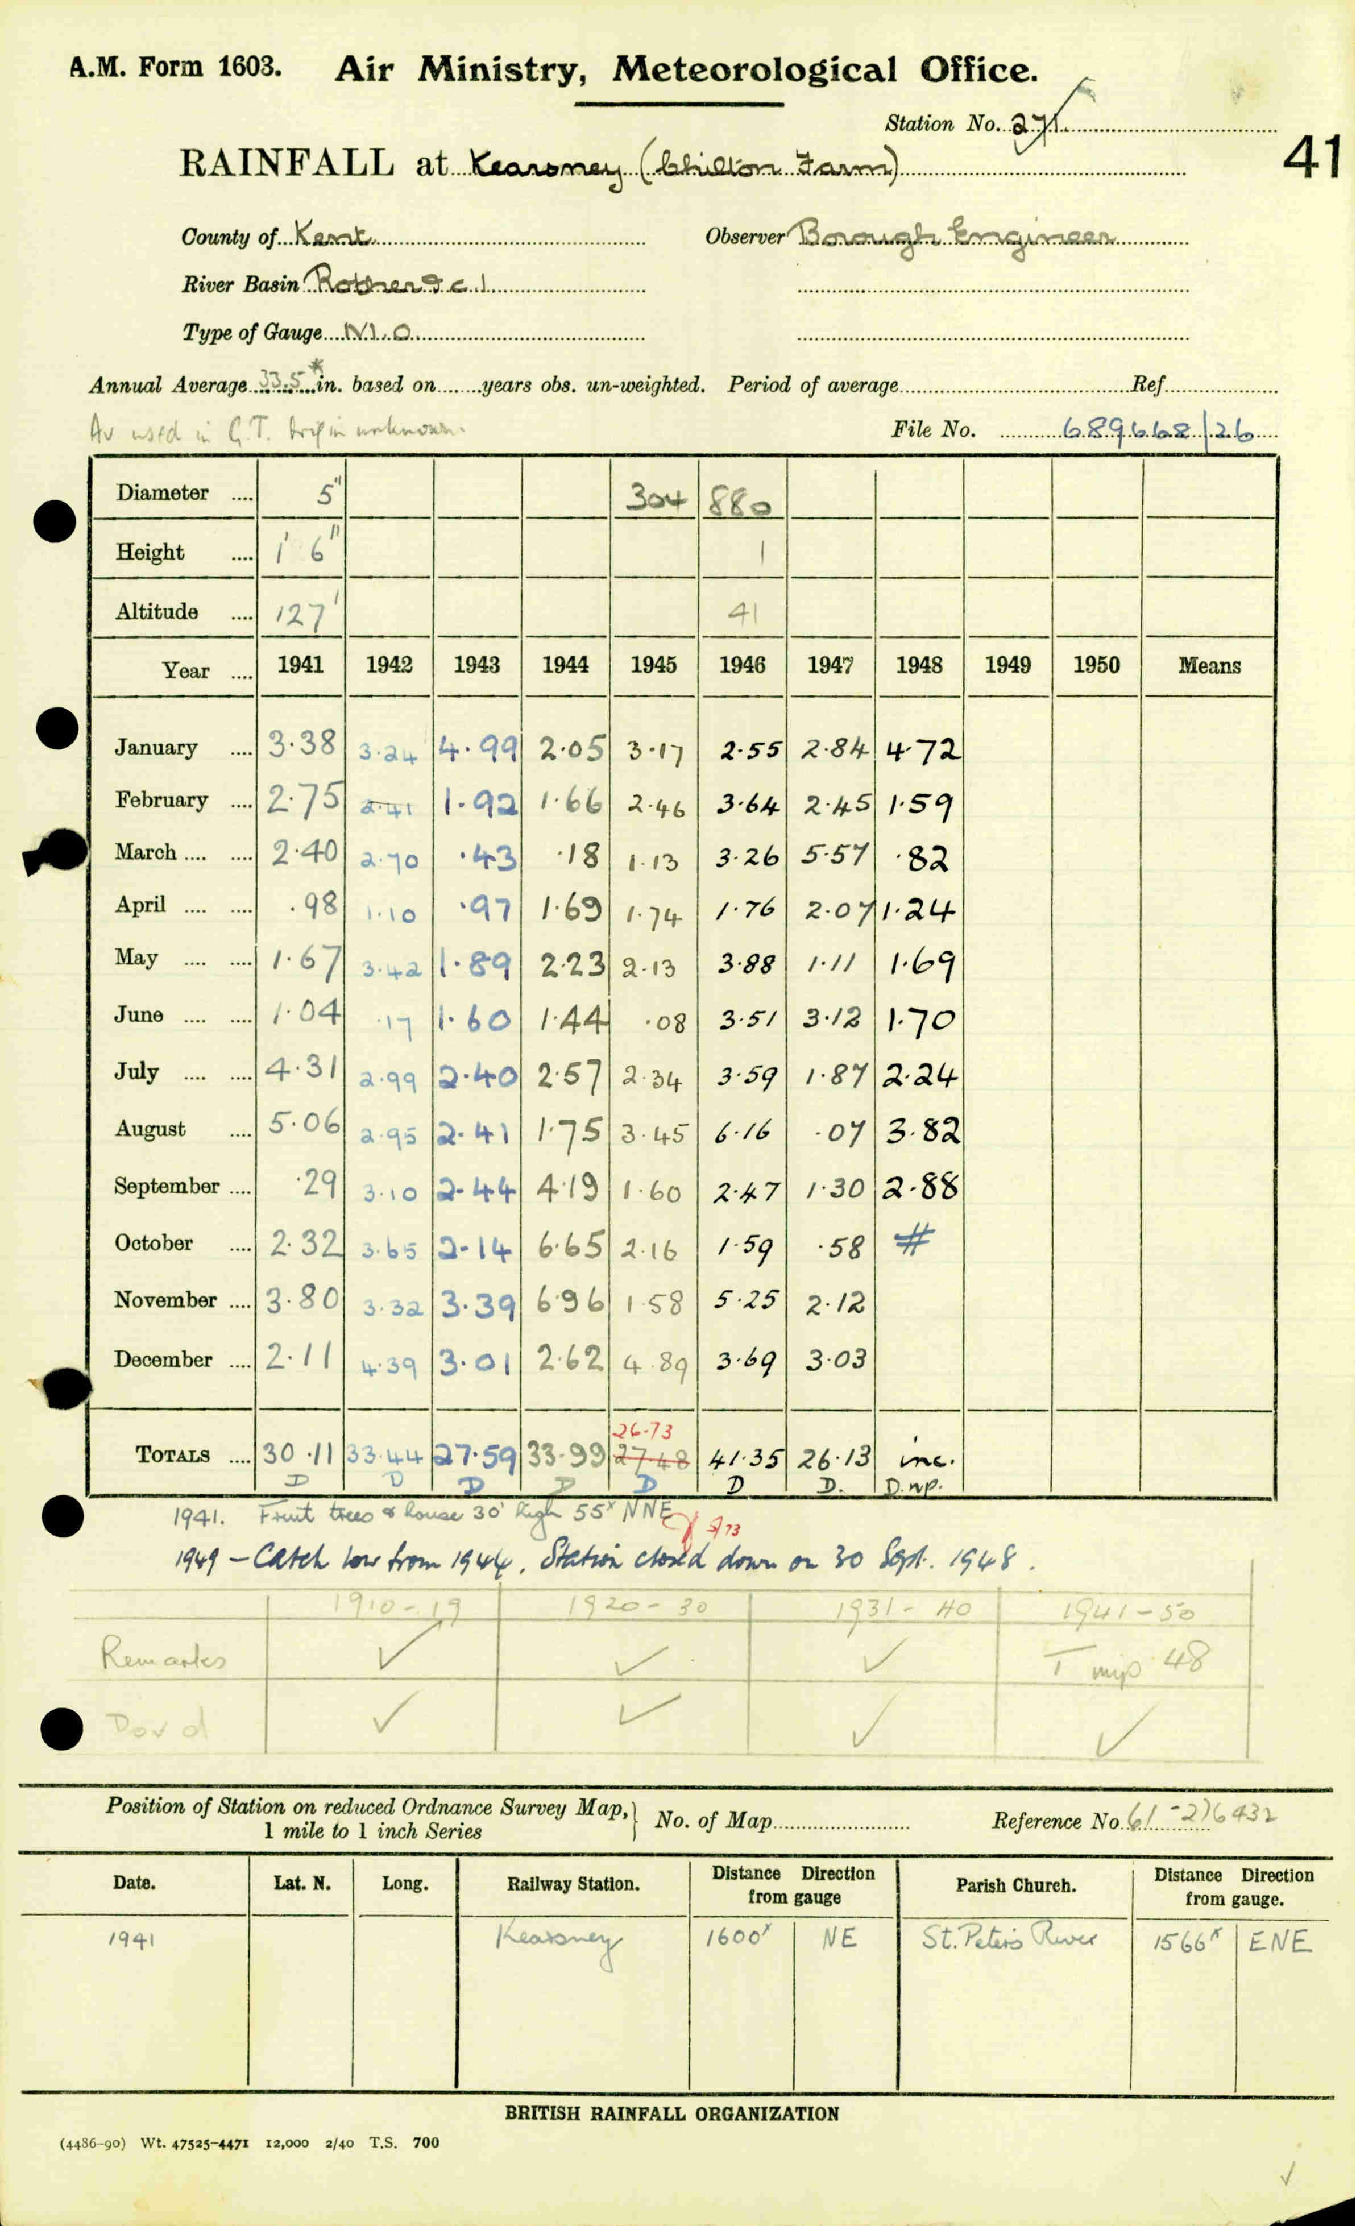 A.M. Form 1603. Air Ministry, Meteorological Office.
Station No. 271.
41
RAINFALL at Kearsney (Chilton Farm)
County of Kent Observer Borough Engineer
River Basin Rother &c 1
Type of Gauge M.O.
Annual Average 33.5* in. based on years obs. un-weighted. Period of average Ref.
Av used in G.T. Origin unknown.
File No. 689668/26
Diameter 5" 304 880
Height 1' 6" 1
Altitude 127' 41
Year 1941 1942 1943 1944 1945 1946 1947 1948 1949 1950 Means
January 3.38 3.24 4.99 2.05 3.17 2.55 2.84 4.72
February 2.75 2.41 1.92 1.66 2.46 3.64 2.45 1.59
March 2.40 2.70 .43 .18 1.13 3.26 5.57 .82
April .98 1.10 .97 1.69 1.74 1.76 2.07 1.24
May 1.67 3.42 1.89 2.23 2.13 3.88 1.11 1.69
June 1.04 .17 1.60 1.44 .08 3.51 3.12 1.70
July 4.31 2.99 2.40 2.57 2.34 3.59 1.87 2.24
August 5.06 2.95 2.41 1.75 3.45 6.16 .07 3.82
September .29 3.10 2.44 4.19 1.60 2.47 1.30 2.88
October 2.32 3.65 2.14 6.65 2.16 1.59 .58 #
November 3.80 3.32 3.39 6.96 1.58 5.25 2.12
December 2.11 4.39 3.01 2.62 4.89 3.69 3.03
26.73
TOTALS 30.11 33.44 27.59 33.99 27.48 41.35 26.13 inc.
D D D D D D D. D.np.
1941. Fruit trees & house 30' high 55x NNE
5/73
1949 - Catch low from 1944. Station closed down on 30 Sept. 1948.
1910-19 1920-30 1931-40 1941-50
Remarks ✓ ✓ ✓ 48
✓ ✓ ✓ ✓
Position of Station on reduced Ordnance Survey Map, 1 mile to 1 inch Series } No. of Map Reference No. 61-276432
Date. Lat. N. Long. Railway Station. Distance Direction from gauge Parish Church. Distance Direction from gauge.
1941 Kearsney 1600x NE St. Peter's River 1566x ENE
BRITISH RAINFALL ORGANIZATION
(4486-90) Wt. 47525-4471 12,000 2/40 T.S. 700